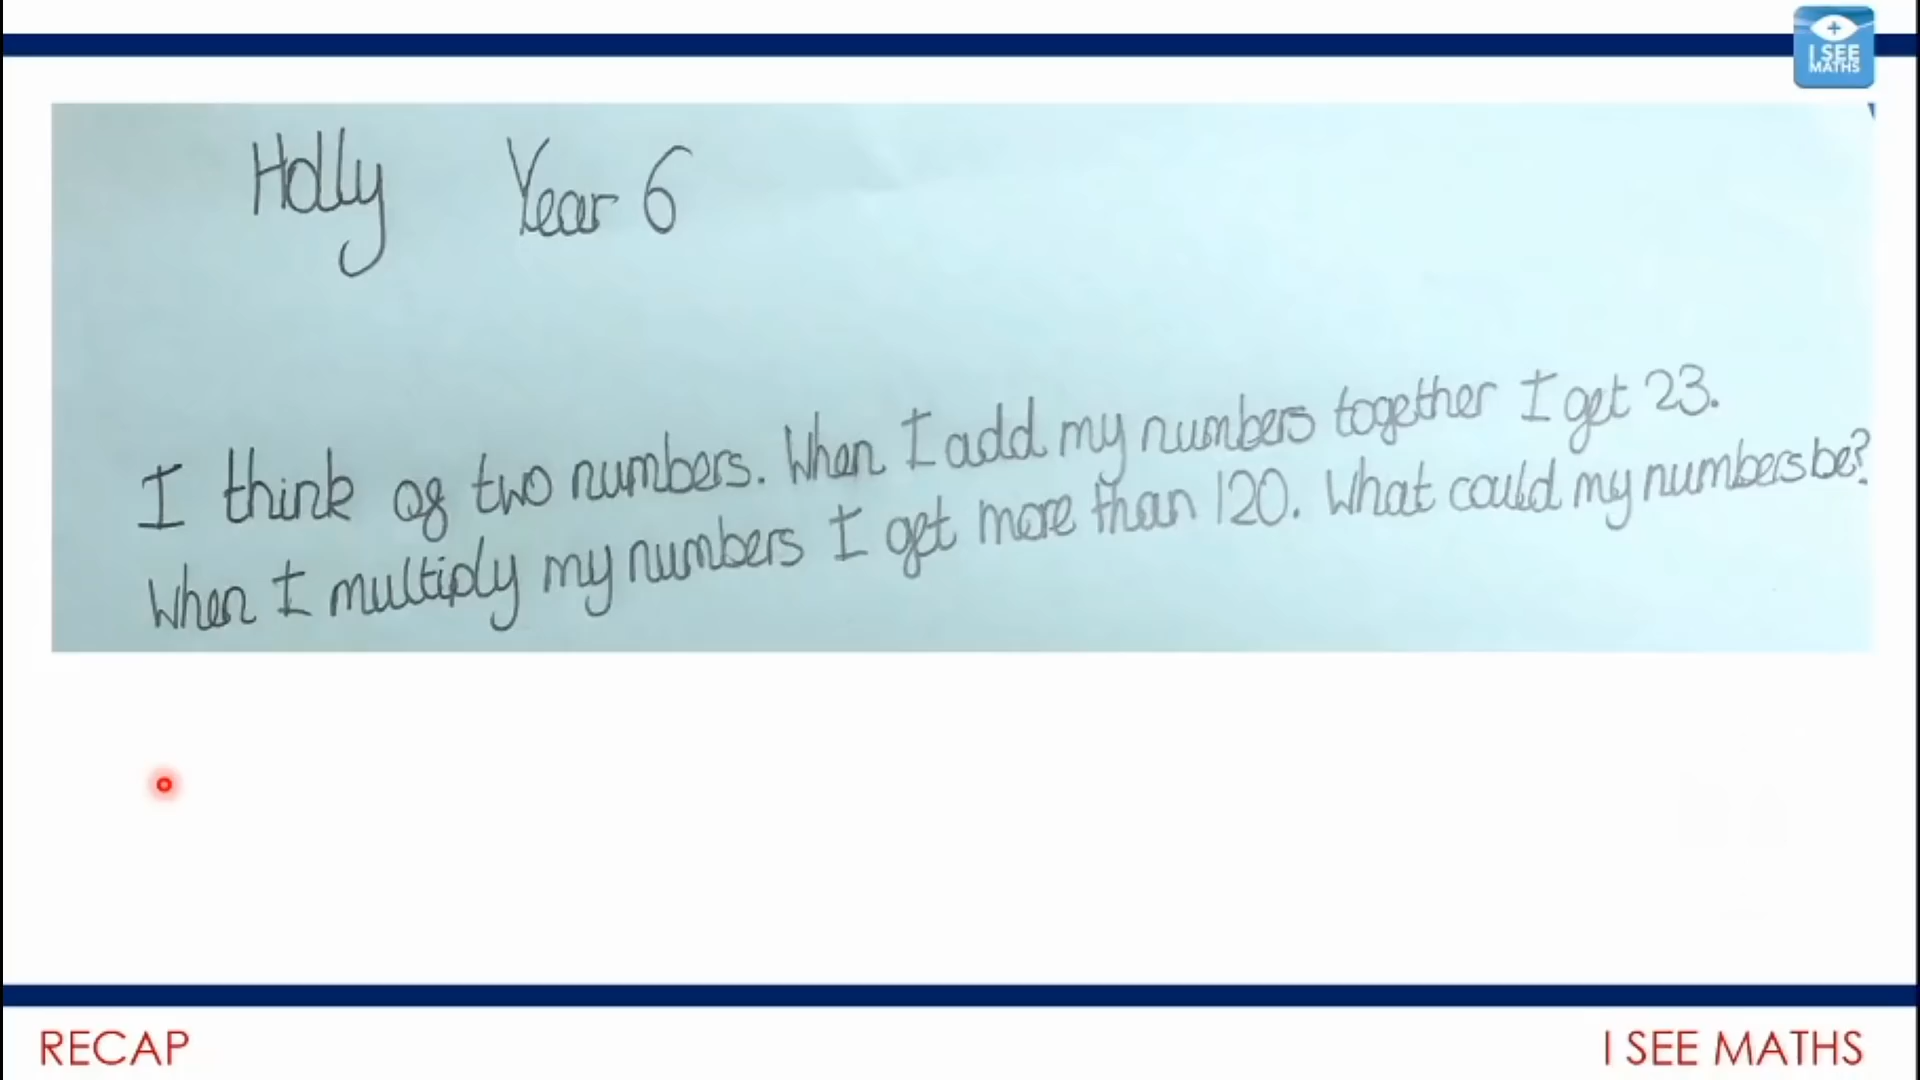 I SEE
MATHS
Holly Year 6
I think of two numbers. When I add my numbers together I get 23.
When I multiply my numbers I get more than 120. What could my numbers be?
RECAP
I SEE MATHS